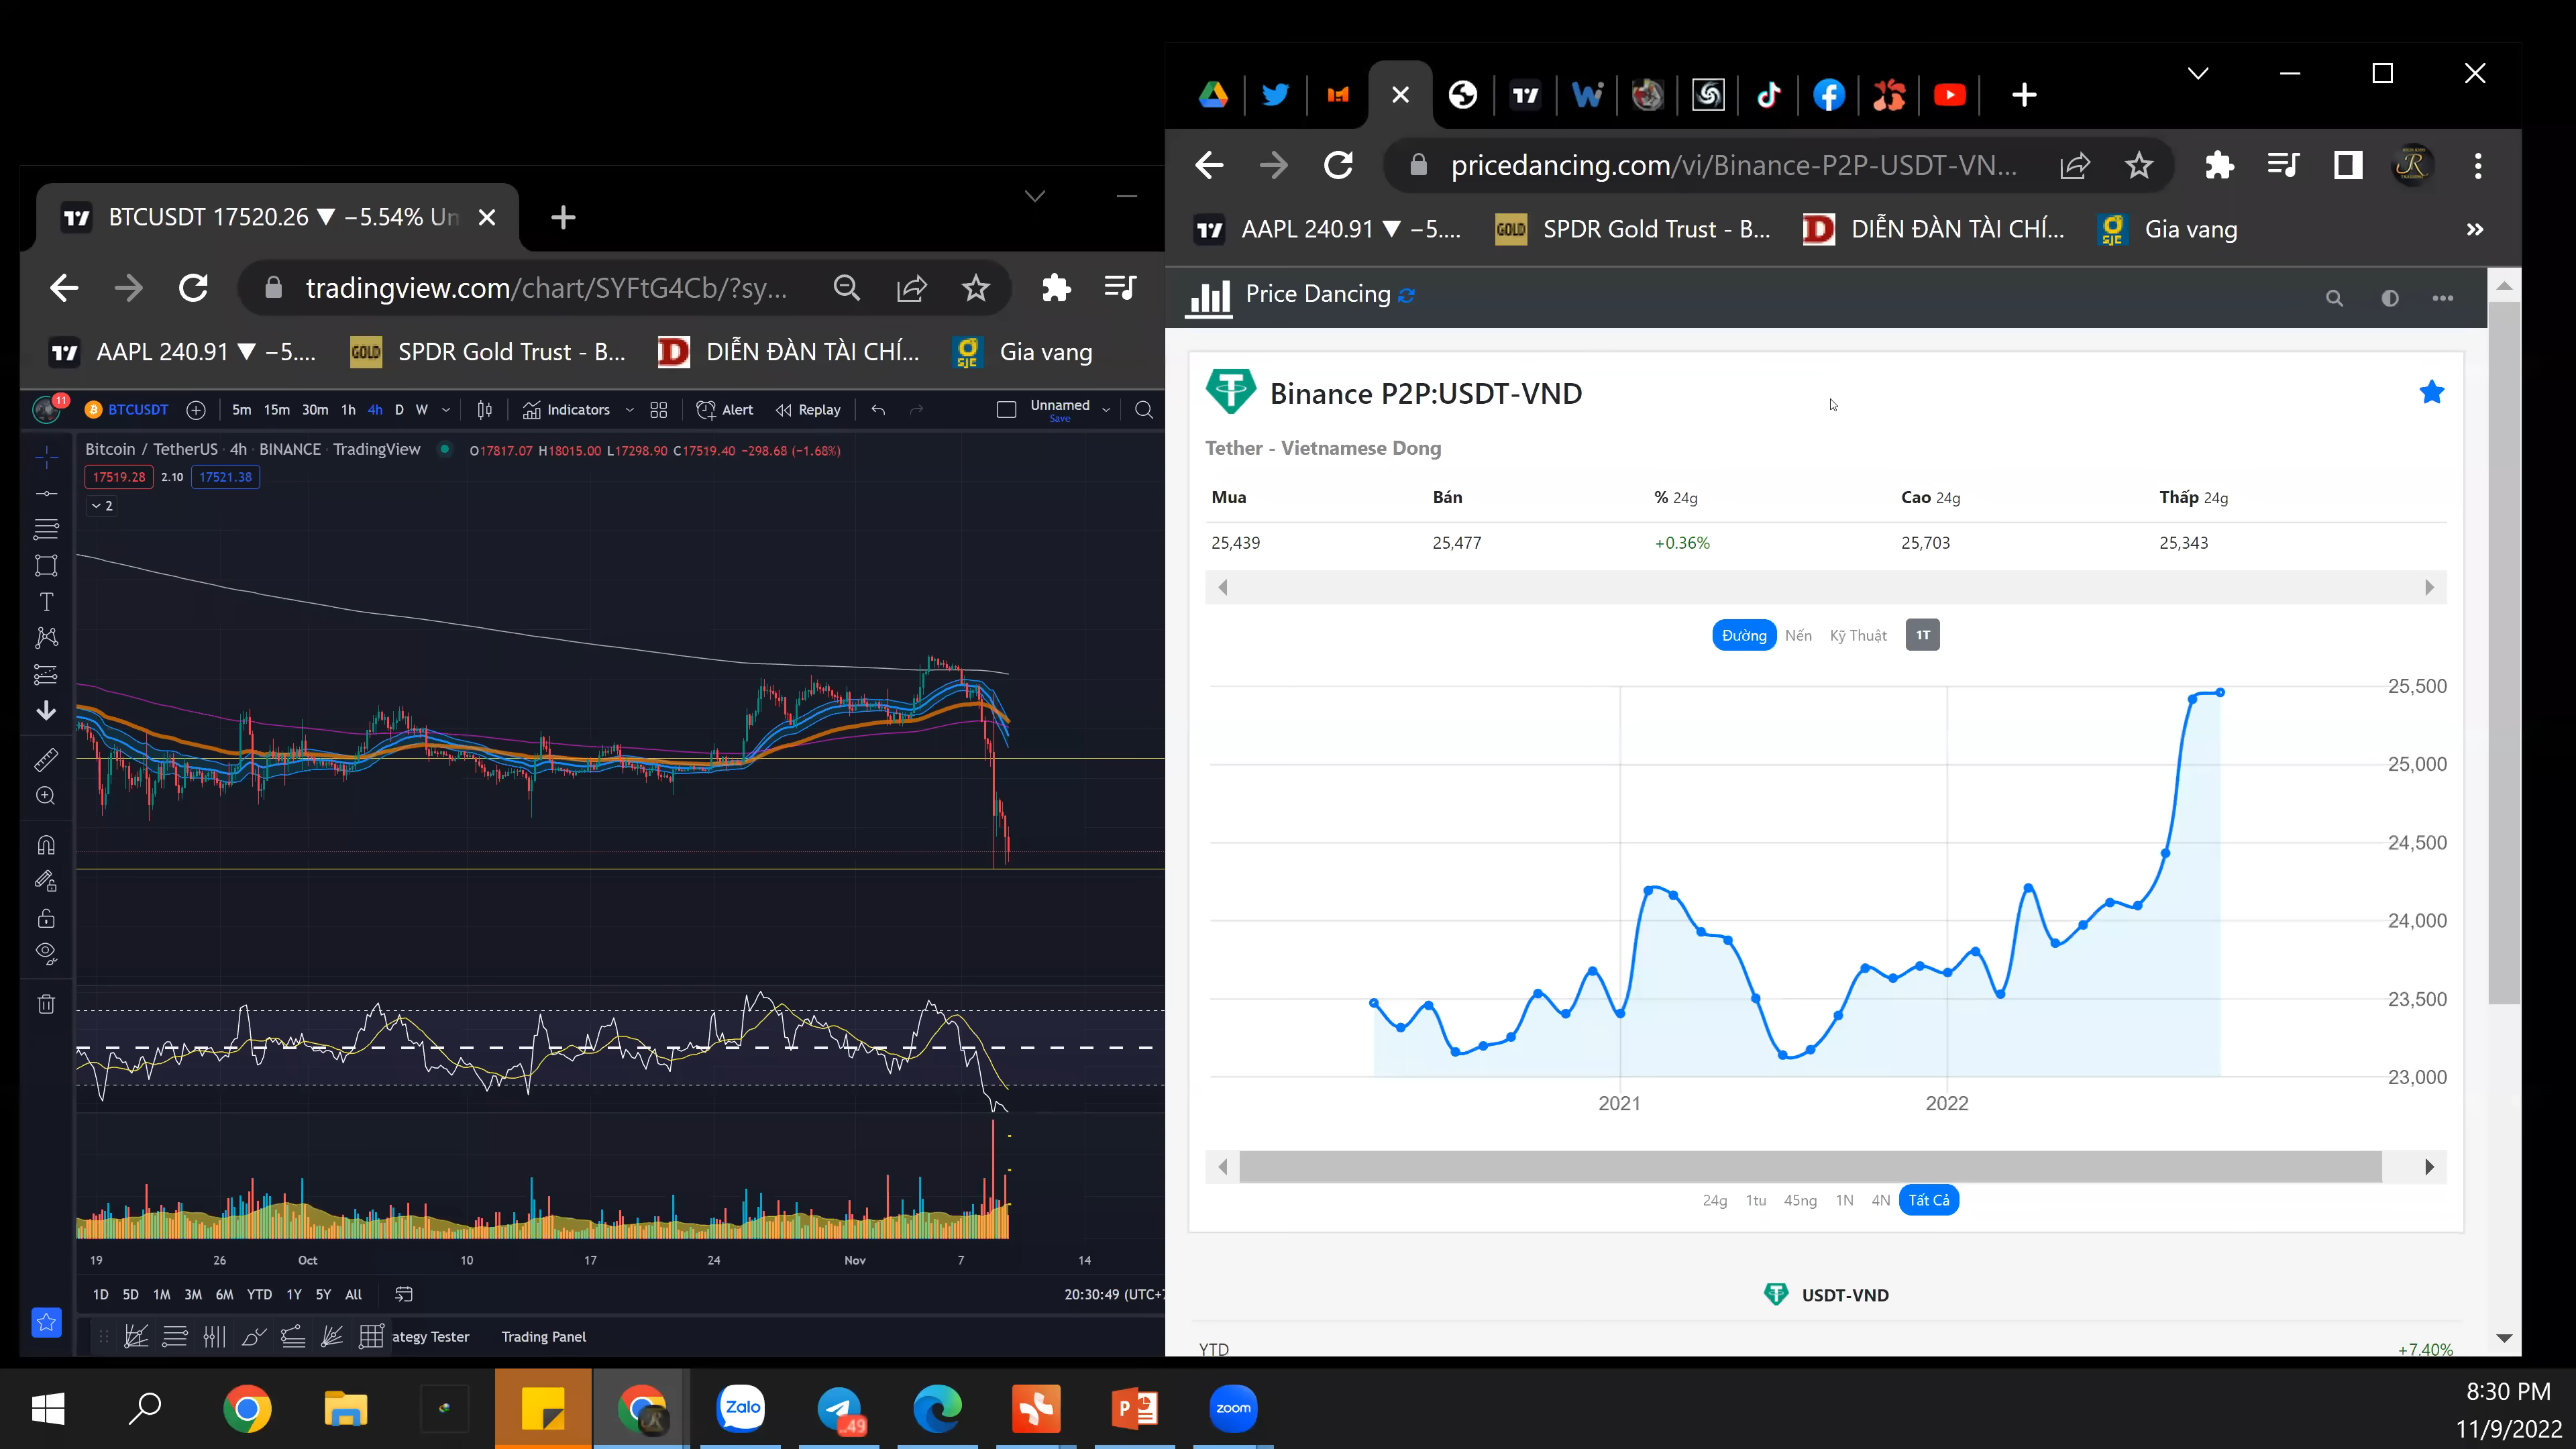 BTCUSDT 17520.26 ▼ −5.54% Un
tradingview.com/chart/SYFtG4Cb/?sy...
AAPL 240.91 ▼ −5....
GOLD
SPDR Gold Trust - B...
D
DIỄN ĐÀN TÀI CHÍ...
SJC
Gia vang
11
BTCUSDT
5m 15m 30m 1h 4h D W
Indicators
Alert
Replay
Unnamed
Save
Bitcoin / TetherUS · 4h · BINANCE · TradingView
O17817.07 H18015.00 L17298.90 C17519.40 −298.68 (−1.68%)
17519.28 2.10 17521.38
2
19 26 Oct 10 17 24 Nov 7 14
1D 5D 1M 3M 6M YTD 1Y 5Y All
20:30:49 (UTC+7
ategy Tester
Trading Panel
pricedancing.com/vi/Binance-P2P-USDT-VN...
AAPL 240.91 ▼ −5....
GOLD
SPDR Gold Trust - B...
D
DIỄN ĐÀN TÀI CHÍ...
SJC
Gia vang
Price Dancing
Binance P2P:USDT-VND
Tether - Vietnamese Dong
Mua Bán % 24g Cao 24g Thấp 24g
25,439 25,477 +0.36% 25,703 25,343
Đường Nến Kỹ Thuật 1T
25,500
25,000
24,500
24,000
23,500
23,000
2021 2022
24g 1tu 45ng 1N 4N Tất Cả
USDT-VND
YTD +7.40%
Zalo
49
P
zoom
8:30 PM
11/9/2022